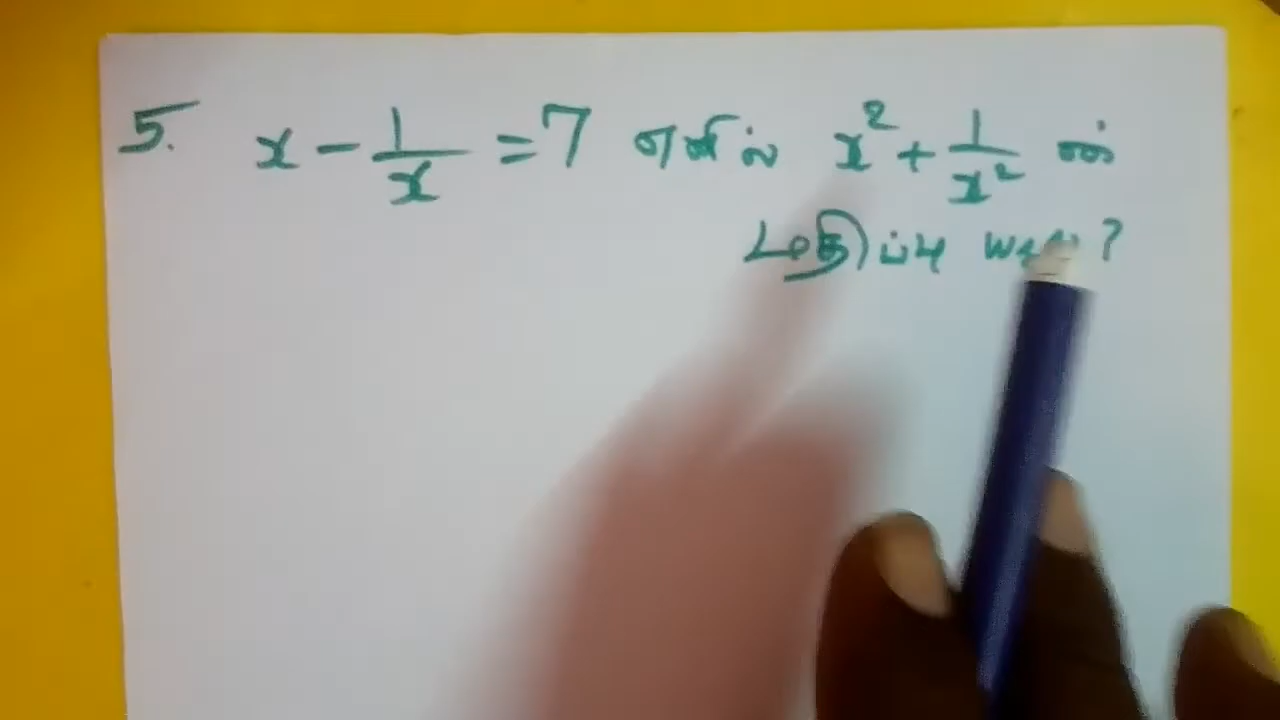 5. x - 1/x = 7 எனில் x² + 1/x² ன்
மதிப்பு ?